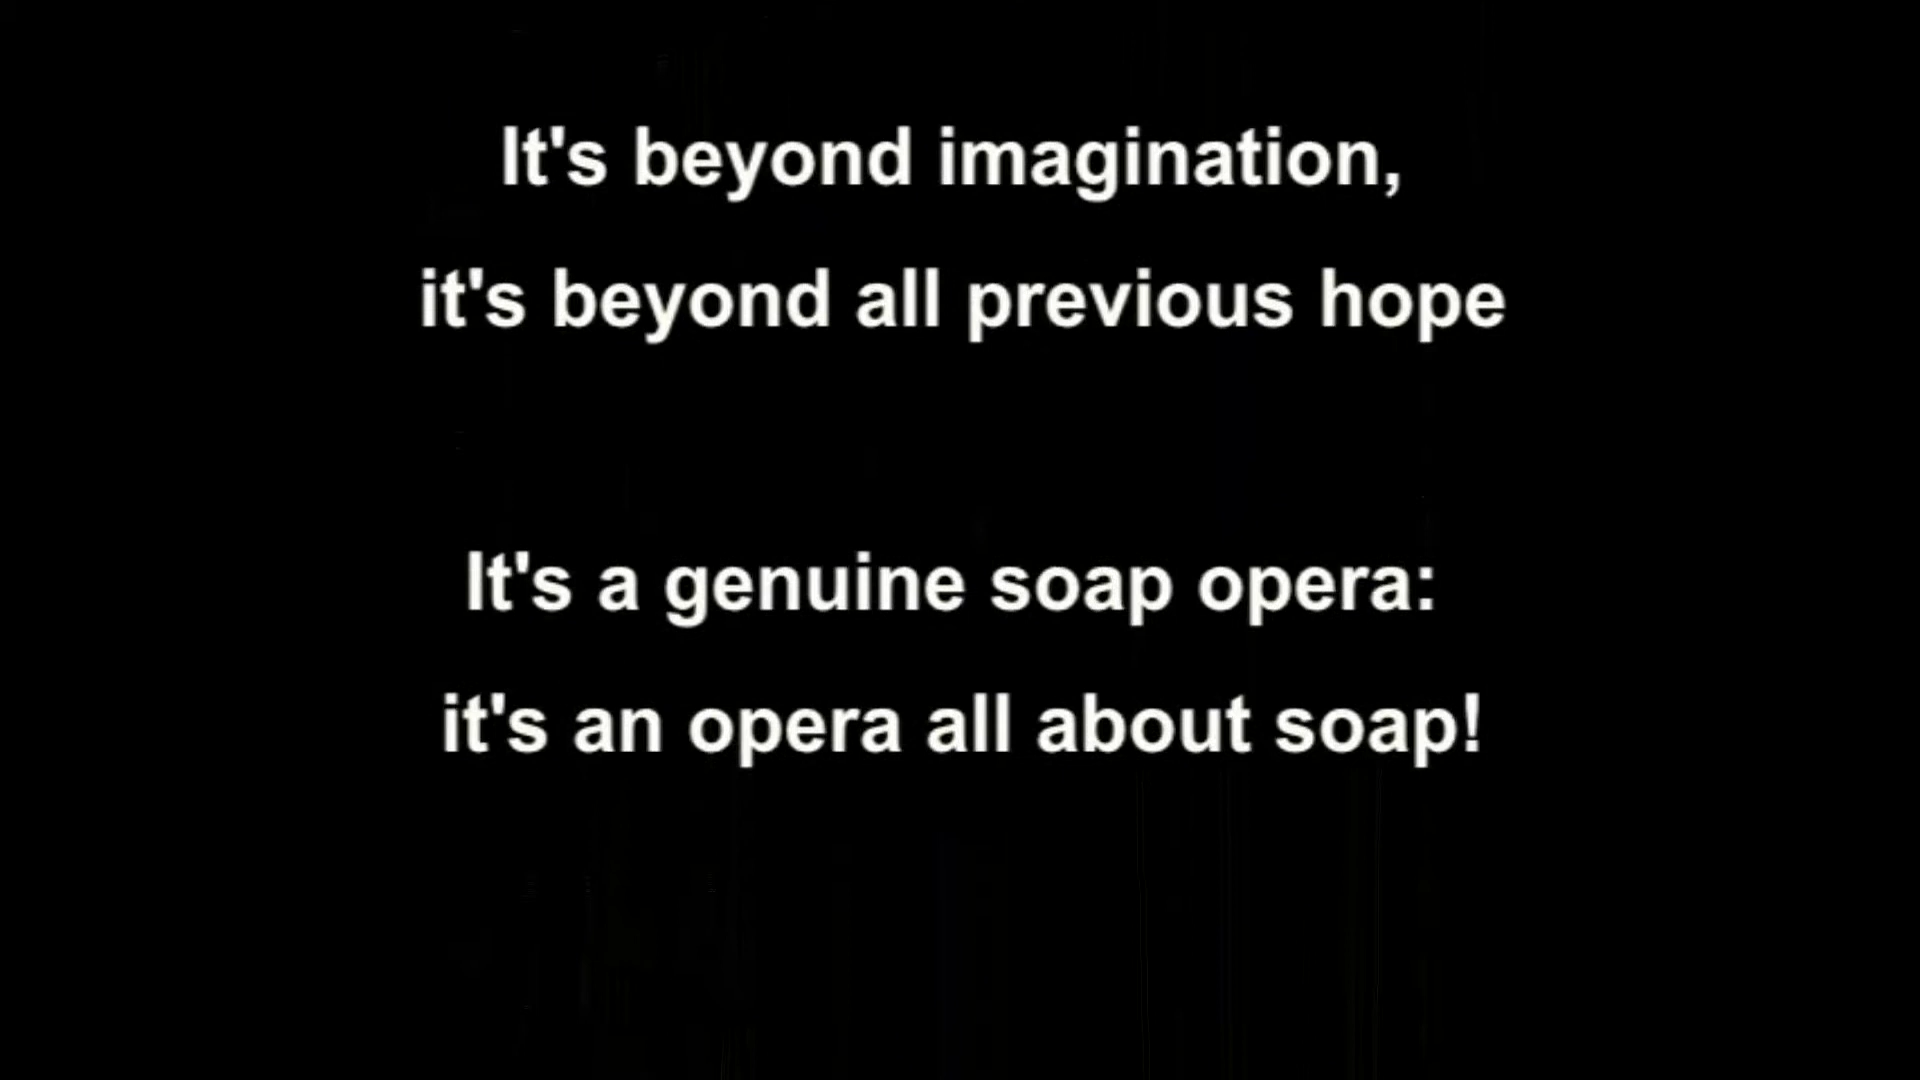 It's beyond imagination,
it's beyond all previous hope
It's a genuine soap opera:
it's an opera all about soap!